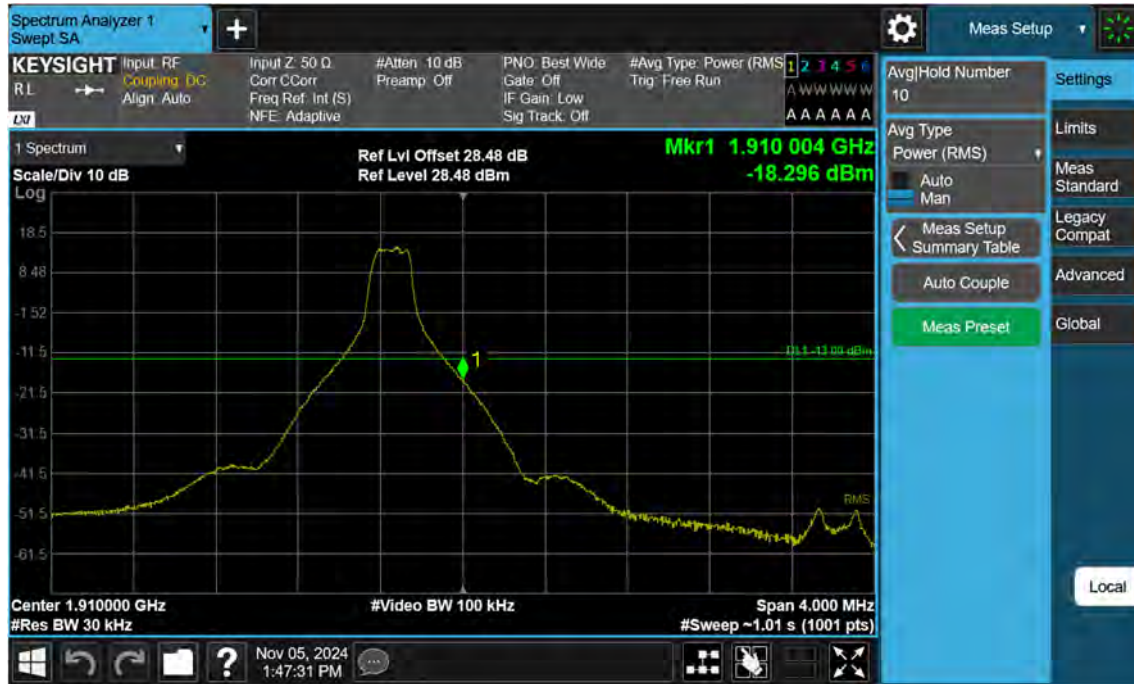 Spectrum Analyzer 1
Swept SA
Meas Setup
KEYSIGHT
RL
LXI
Input: RF
Coupling: DC
Align: Auto
Input Z: 50 Ω
Corr CCorr
Freq Ref: Int (S)
NFE: Adaptive
#Atten: 10 dB
Preamp: Off
PNO: Best Wide
Gate: Off
IF Gain: Low
Sig Track: Off
#Avg Type: Power (RMS
Trig: Free Run
1 2 3 4 5 6
A W W W W W
A A A A A A
1 Spectrum
Scale/Div 10 dB
Log
Ref Lvl Offset 28.48 dB
Ref Level 28.48 dBm
Mkr1 1.910 004 GHz
-18.296 dBm
18.5
8.48
-1.52
-11.5
-21.5
-31.5
-41.5
-51.5
-61.5
1
DL1 -13.00 dBm
RMS
Center 1.910000 GHz
#Res BW 30 kHz
#Video BW 100 kHz
Span 4.000 MHz
#Sweep ~1.01 s (1001 pts)
Avg|Hold Number
10
Avg Type
Power (RMS)
Auto
Man
Meas Setup
Summary Table
Auto Couple
Meas Preset
Settings
Limits
Meas
Standard
Legacy
Compat
Advanced
Global
Local
?
Nov 05, 2024
1:47:31 PM